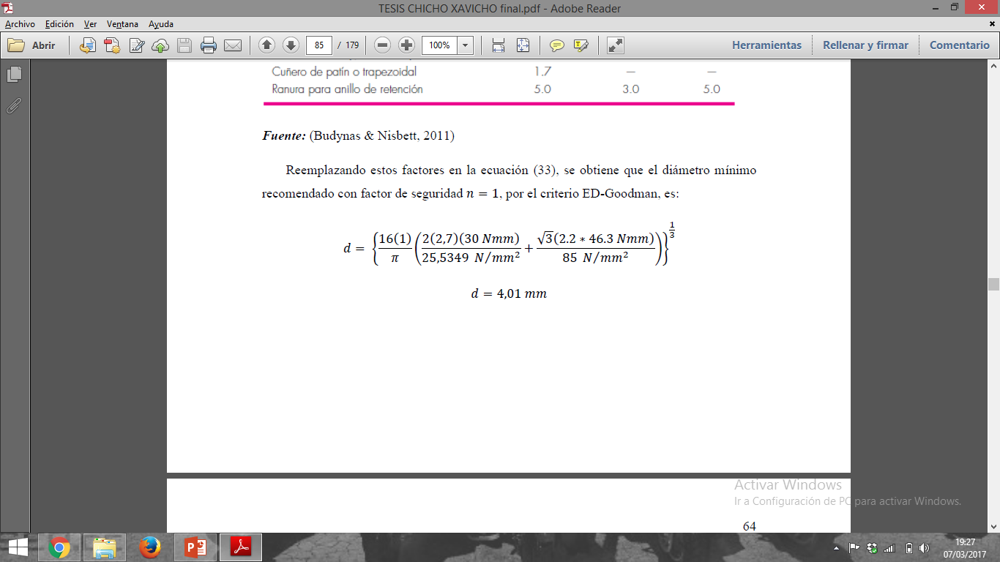 TESIS CHICHO XAVICHO final.pdf - Adobe Reader
Archivo Edición Ver Ventana Ayuda
Abrir 85 / 179 100% Herramientas Rellenar y firmar Comentario
Cuñero de patín o trapezoidal 1.7 — —
Ranura para anillo de retención 5.0 3.0 5.0
Fuente: (Budynas & Nisbett, 2011)
Reemplazando estos factores en la ecuación (33), se obtiene que el diámetro mínimo
recomendado con factor de seguridad n = 1, por el criterio ED-Goodman, es:
d = {16(1)/π (2(2,7)(30 Nmm)/25,5349 N/mm² + √3(2.2 * 46.3 Nmm)/85 N/mm²)}^1/3
d = 4,01 mm
Activar Windows
Ir a Configuración de PC para activar Windows.
64
19:27
07/03/2017